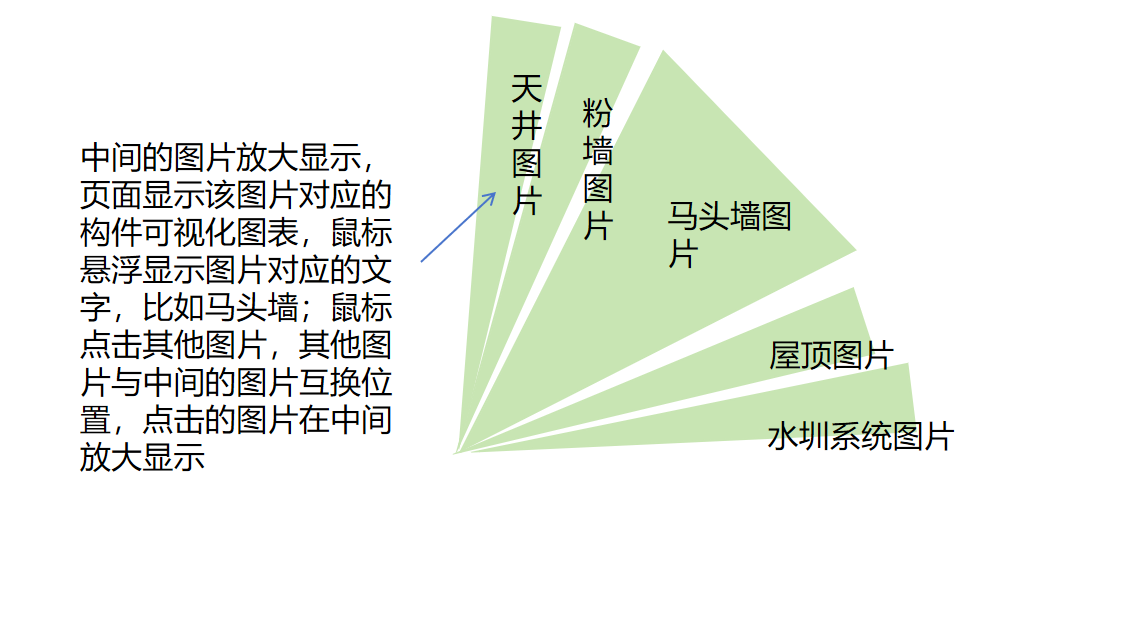 中间的图片放大显示，
页面显示该图片对应的
构件可视化图表，鼠标
悬浮显示图片对应的文
字，比如马头墙；鼠标
点击其他图片，其他图
片与中间的图片互换位
置，点击的图片在中间
放大显示
天井图片
粉墙图片
马头墙图
片
屋顶图片
水圳系统图片